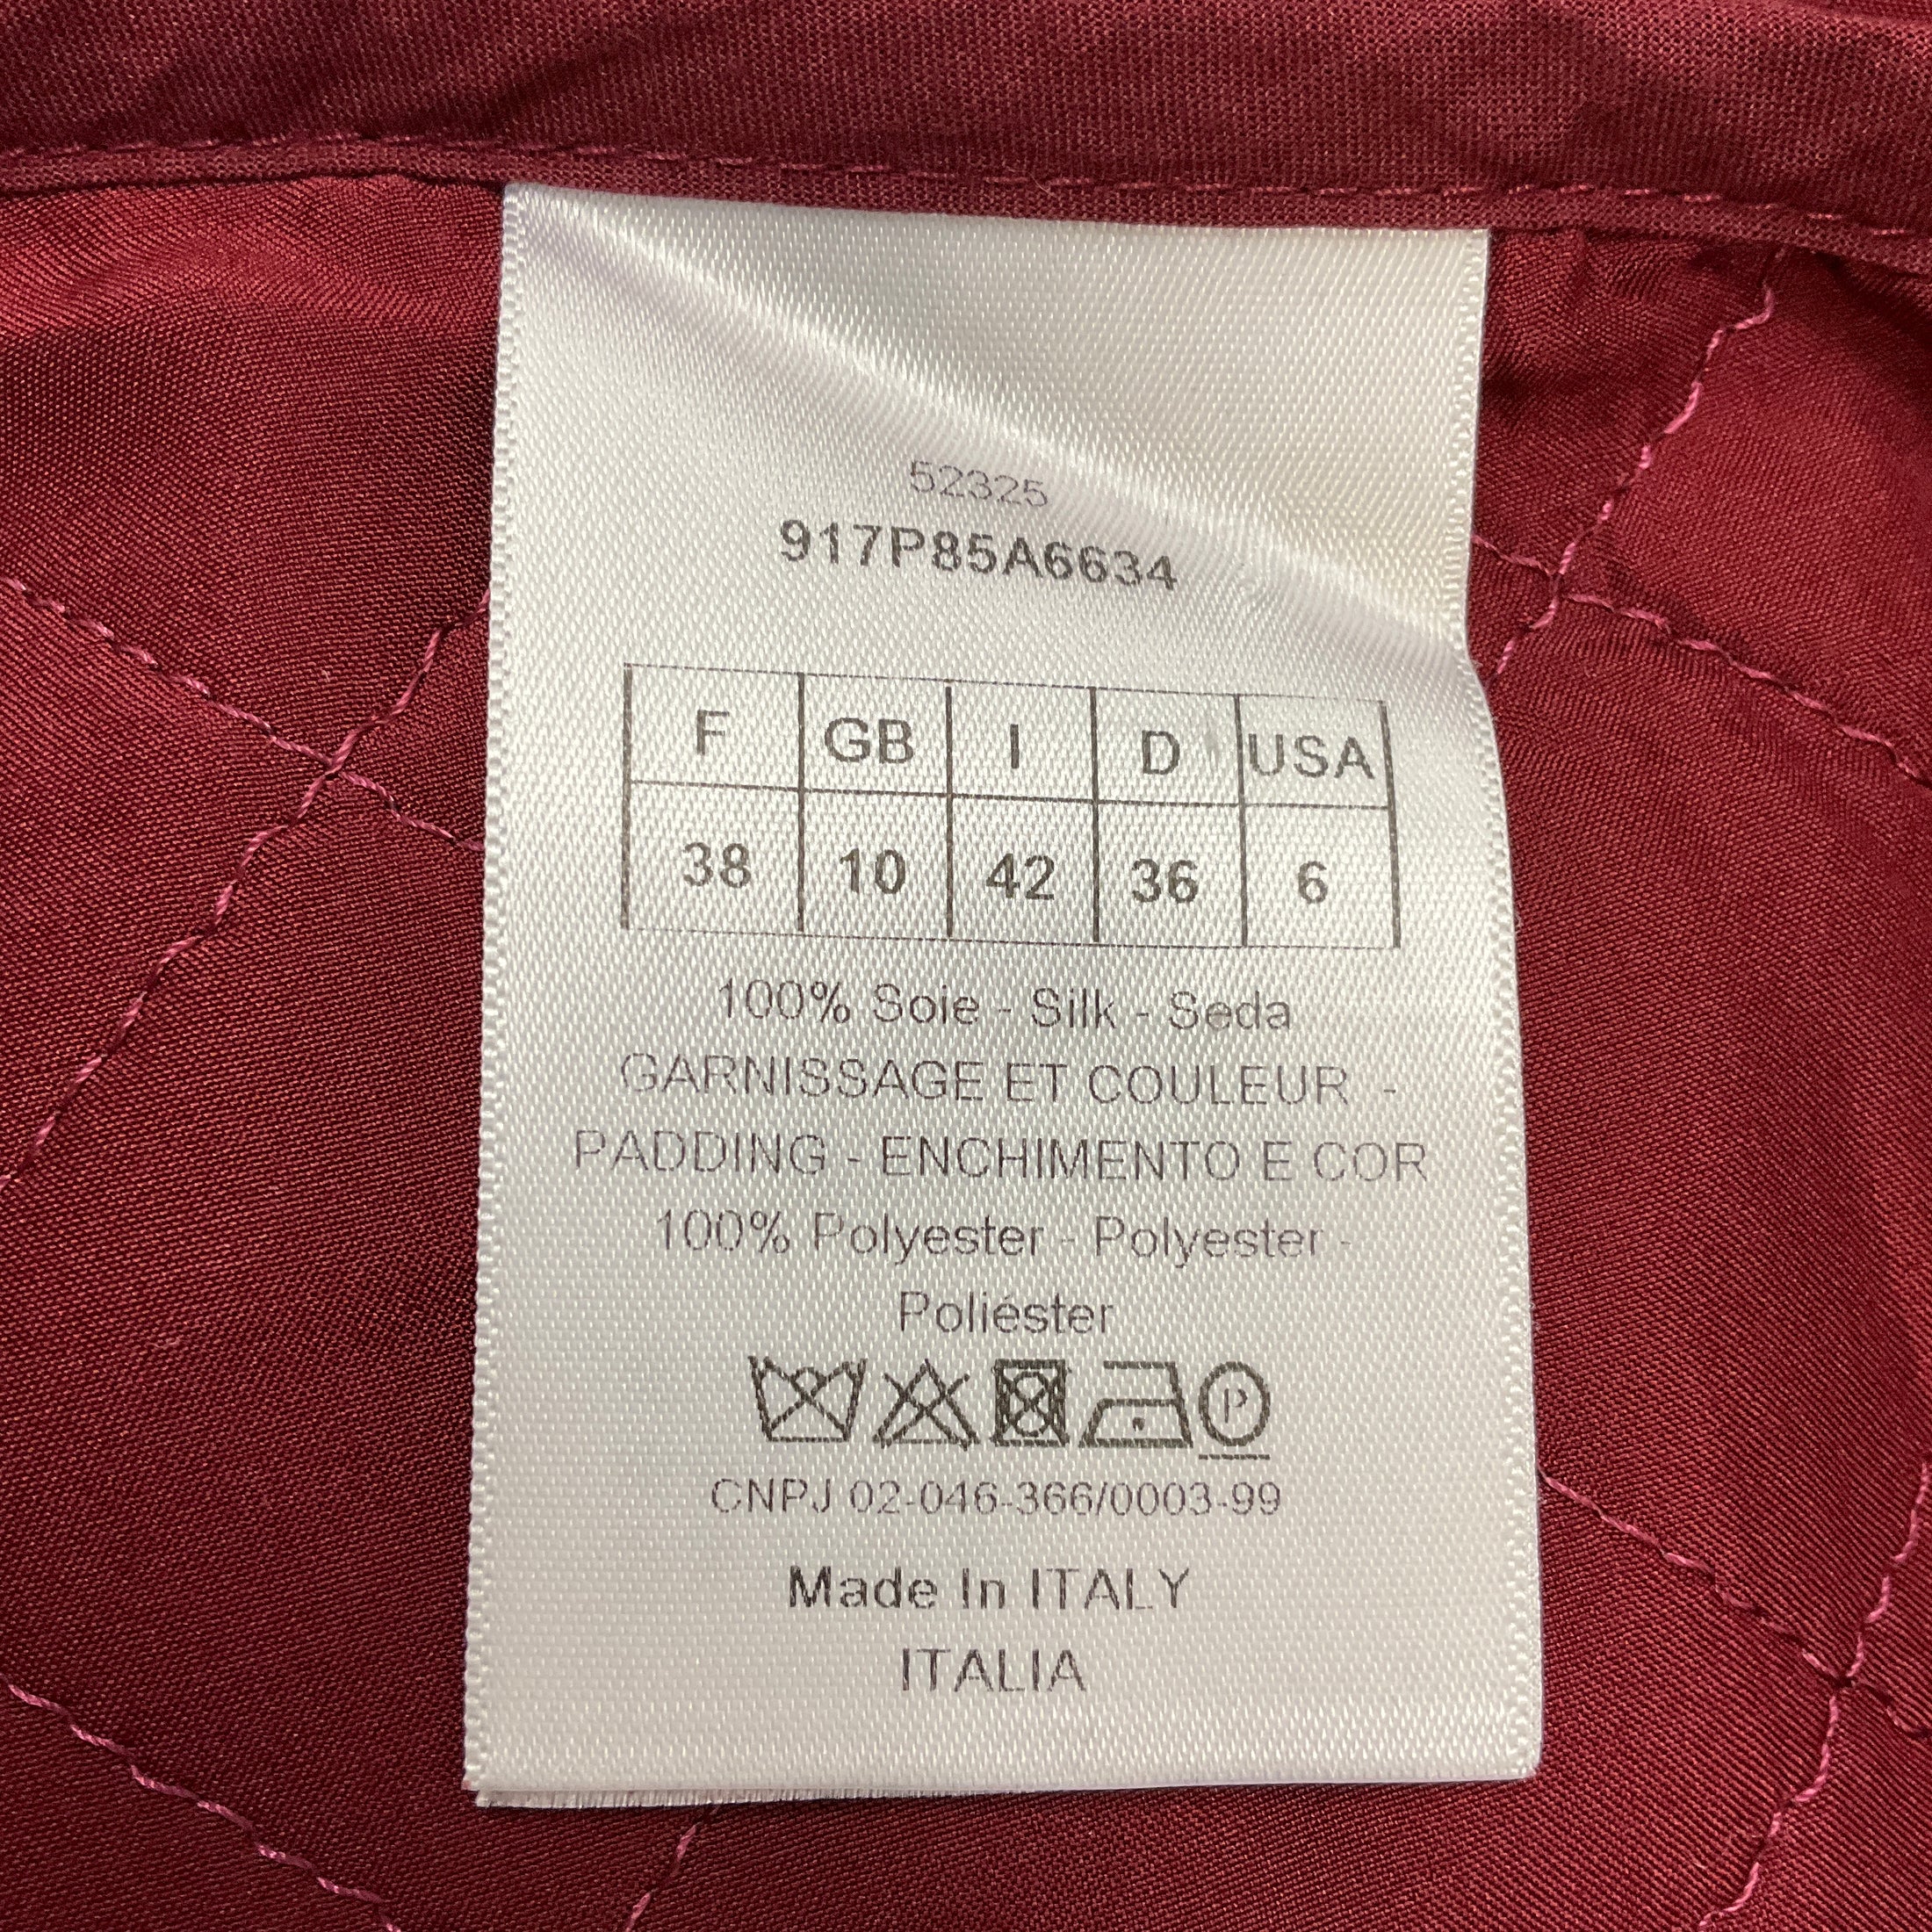 52325
917P85A6634
F GB I D USA
38 10 42 36 6
100% Soie - Silk - Seda
GARNISSAGE ET COULEUR -
PADDING - ENCHIMENTO E COR
100% Polyester - Polyester -
Poliéster
P
CNPJ 02-046-366/0003-99
Made In ITALY
ITALIA